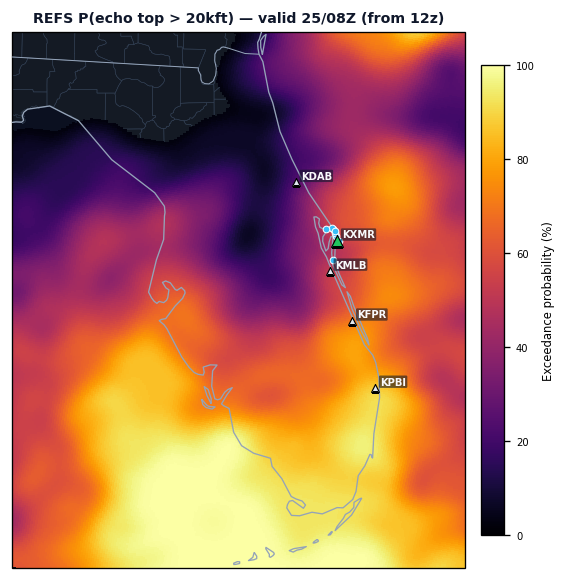 REFS P(echo top > 20kft) — valid 25/08Z (from 12z)
KDAB
KXMR
KMLB
KFPR
KPBI
100
80
60
40
20
0
Exceedance probability (%)